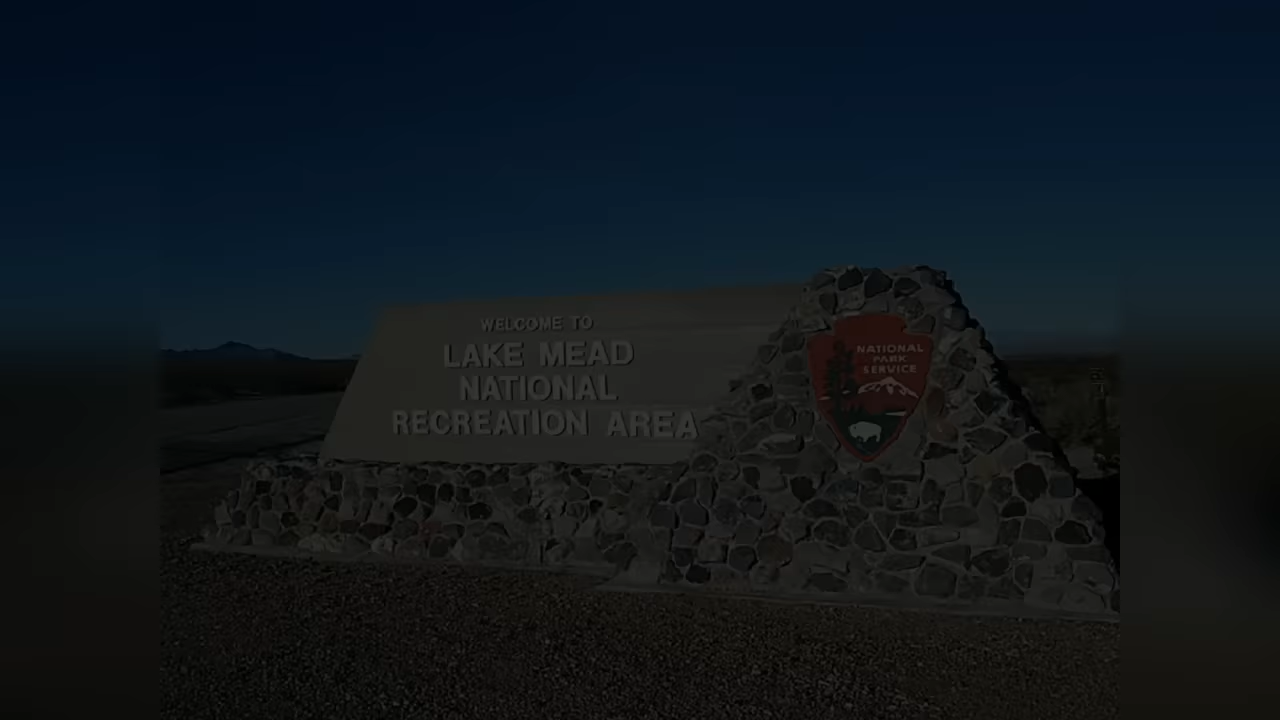 WELCOME TO
LAKE MEAD
NATIONAL
RECREATION AREA
NATIONAL
PARK
SERVICE